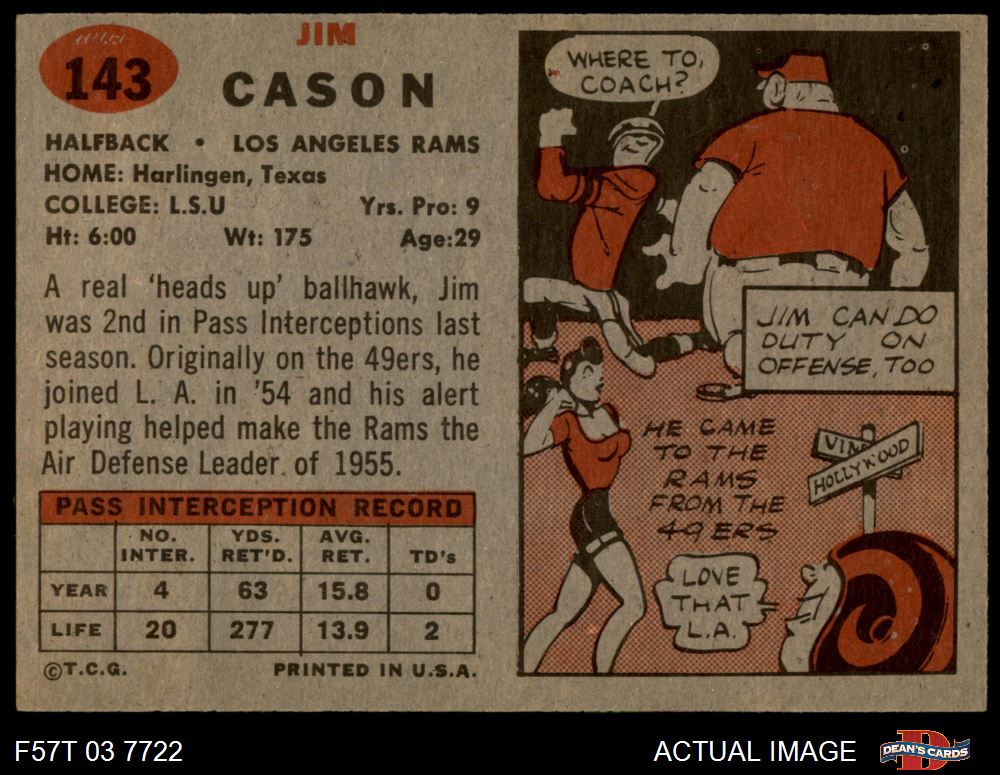 143
JIM
CASON
HALFBACK • LOS ANGELES RAMS
HOME: Harlingen, Texas
COLLEGE: L.S.U Yrs. Pro: 9
Ht: 6:00 Wt: 175 Age:29
A real 'heads up' ballhawk, Jim
was 2nd in Pass Interceptions last
season. Originally on the 49ers, he
joined L. A. in '54 and his alert
playing helped make the Rams the
Air Defense Leader of 1955.
PASS INTERCEPTION RECORD
NO. INTER. YDS. RET'D. AVG. RET. TD's
YEAR 4 63 15.8 0
LIFE 20 277 13.9 2
©T.C.G. PRINTED IN U.S.A.
WHERE TO,
COACH?
JIM CAN DO
DUTY ON
OFFENSE, TOO
HE CAME
TO THE
RAMS
FROM THE
49ERS
VINE
HOLLYWOOD
LOVE
THAT
L.A.
F57T 03 7722 ACTUAL IMAGE DEAN'S CARDS